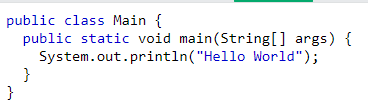 public class Main {
  public static void main(String[] args) {
    System.out.println("Hello World");
  }
}